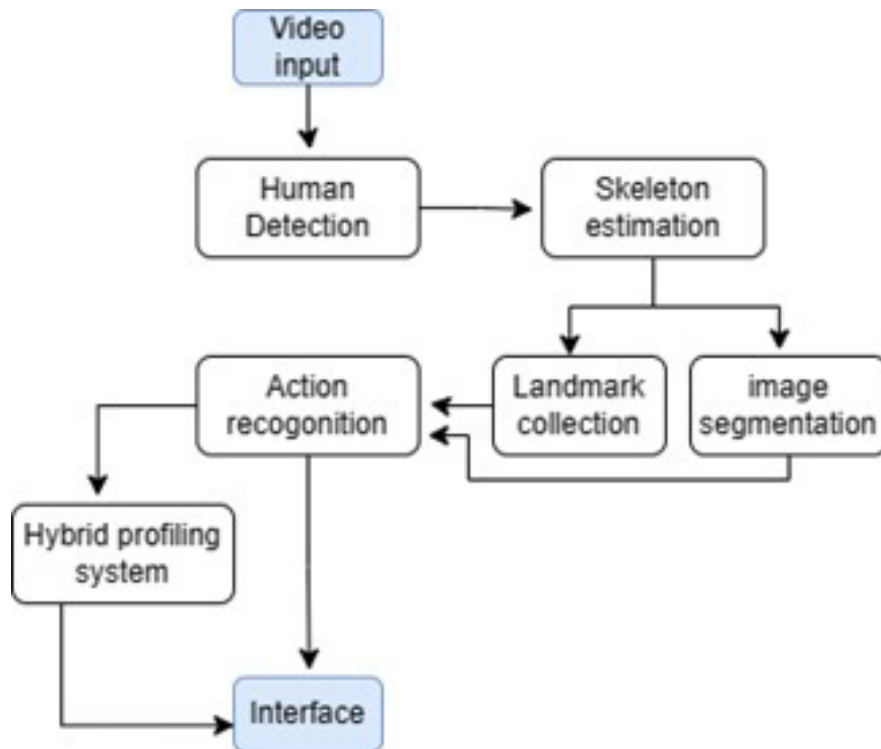 Video
input
Human
Detection
Skeleton
estimation
Action
recogonition
Landmark
collection
image
segmentation
Hybrid profiling
system
Interface